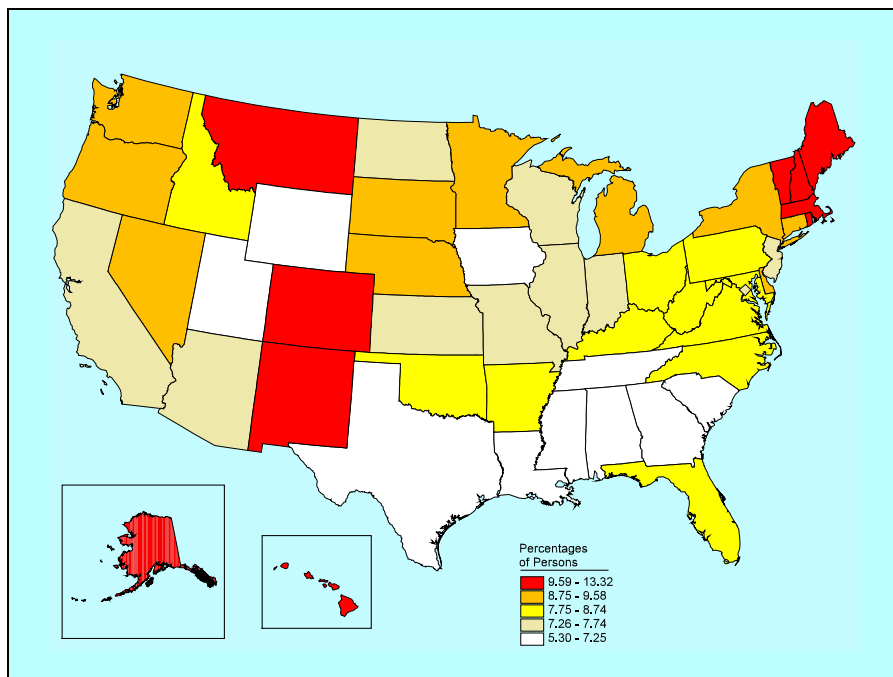 Percentages
of Persons
9.59 - 13.32
8.75 - 9.58
7.75 - 8.74
7.26 - 7.74
5.30 - 7.25